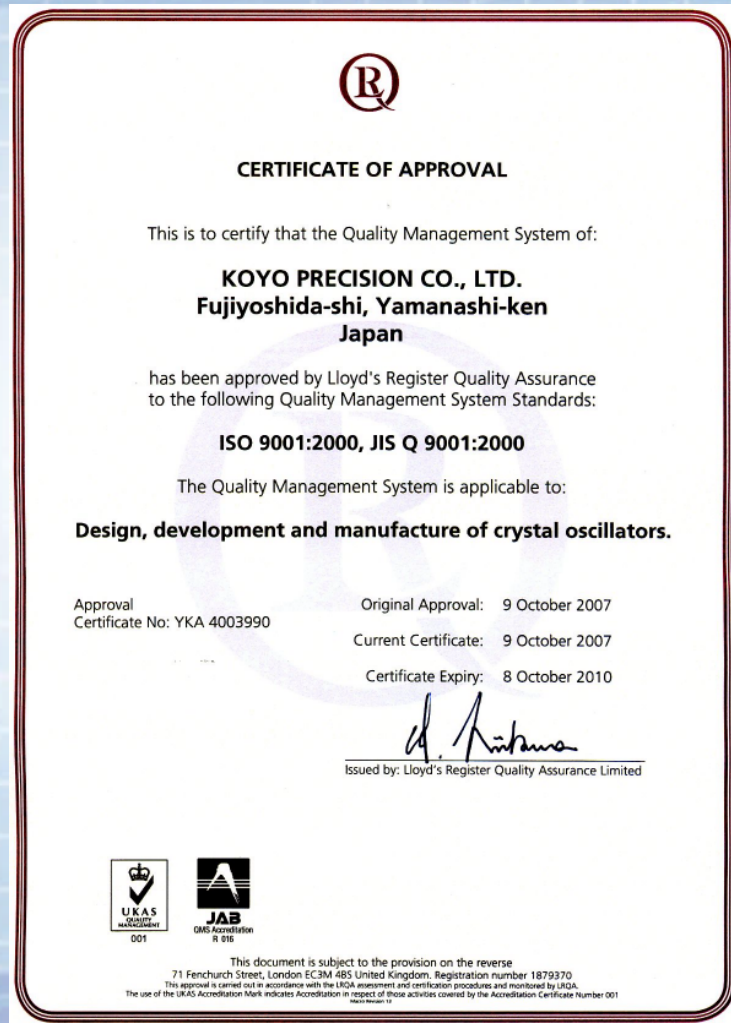 RQ
CERTIFICATE OF APPROVAL
This is to certify that the Quality Management System of:
KOYO PRECISION CO., LTD.
Fujiyoshida-shi, Yamanashi-ken
Japan
has been approved by Lloyd's Register Quality Assurance
to the following Quality Management System Standards:
ISO 9001:2000, JIS Q 9001:2000
The Quality Management System is applicable to:
Design, development and manufacture of crystal oscillators.
Approval
Certificate No: YKA 4003990
Original Approval: 9 October 2007
Current Certificate: 9 October 2007
Certificate Expiry: 8 October 2010
Issued by: Lloyd's Register Quality Assurance Limited
UKAS
QUALITY
MANAGEMENT
001
JAB
QMS Accreditation
R 016
This document is subject to the provision on the reverse
71 Fenchurch Street, London EC3M 4BS United Kingdom. Registration number 1879370
This approval is carried out in accordance with the LRQA assessment and certification procedures and monitored by LRQA.
The use of the UKAS Accreditation Mark indicates Accreditation in respect of those activities covered by the Accreditation Certificate Number 001